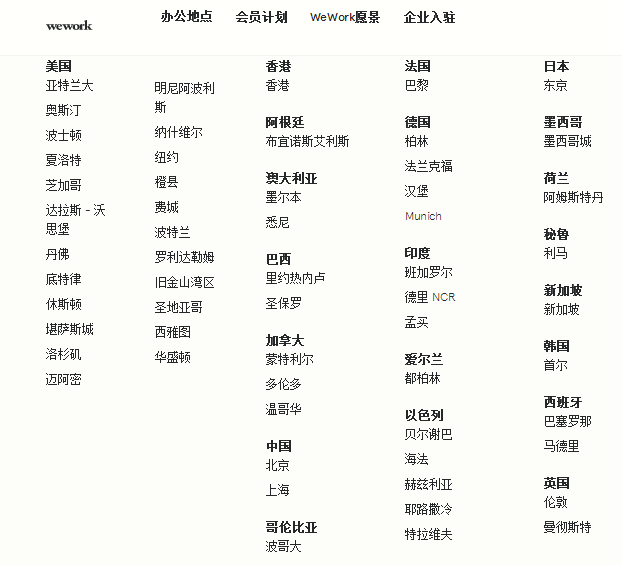 wework
办公地点 会员计划 WeWork愿景 企业入驻
美国
亚特兰大
奥斯汀
波士顿
夏洛特
芝加哥
达拉斯 - 沃
思堡
丹佛
底特律
休斯顿
堪萨斯城
洛杉矶
迈阿密
明尼阿波利
斯
纳什维尔
纽约
橙县
费城
波特兰
罗利达勒姆
旧金山湾区
圣地亚哥
西雅图
华盛顿
香港
香港
阿根廷
布宜诺斯艾利斯
澳大利亚
墨尔本
悉尼
巴西
里约热内卢
圣保罗
加拿大
蒙特利尔
多伦多
温哥华
中国
北京
上海
哥伦比亚
波哥大
法国
巴黎
德国
柏林
法兰克福
汉堡
Munich
印度
班加罗尔
德里 NCR
孟买
爱尔兰
都柏林
以色列
贝尔谢巴
海法
赫兹利亚
耶路撒冷
特拉维夫
日本
东京
墨西哥
墨西哥城
荷兰
阿姆斯特丹
秘鲁
利马
新加坡
新加坡
韩国
首尔
西班牙
巴塞罗那
马德里
英国
伦敦
曼彻斯特